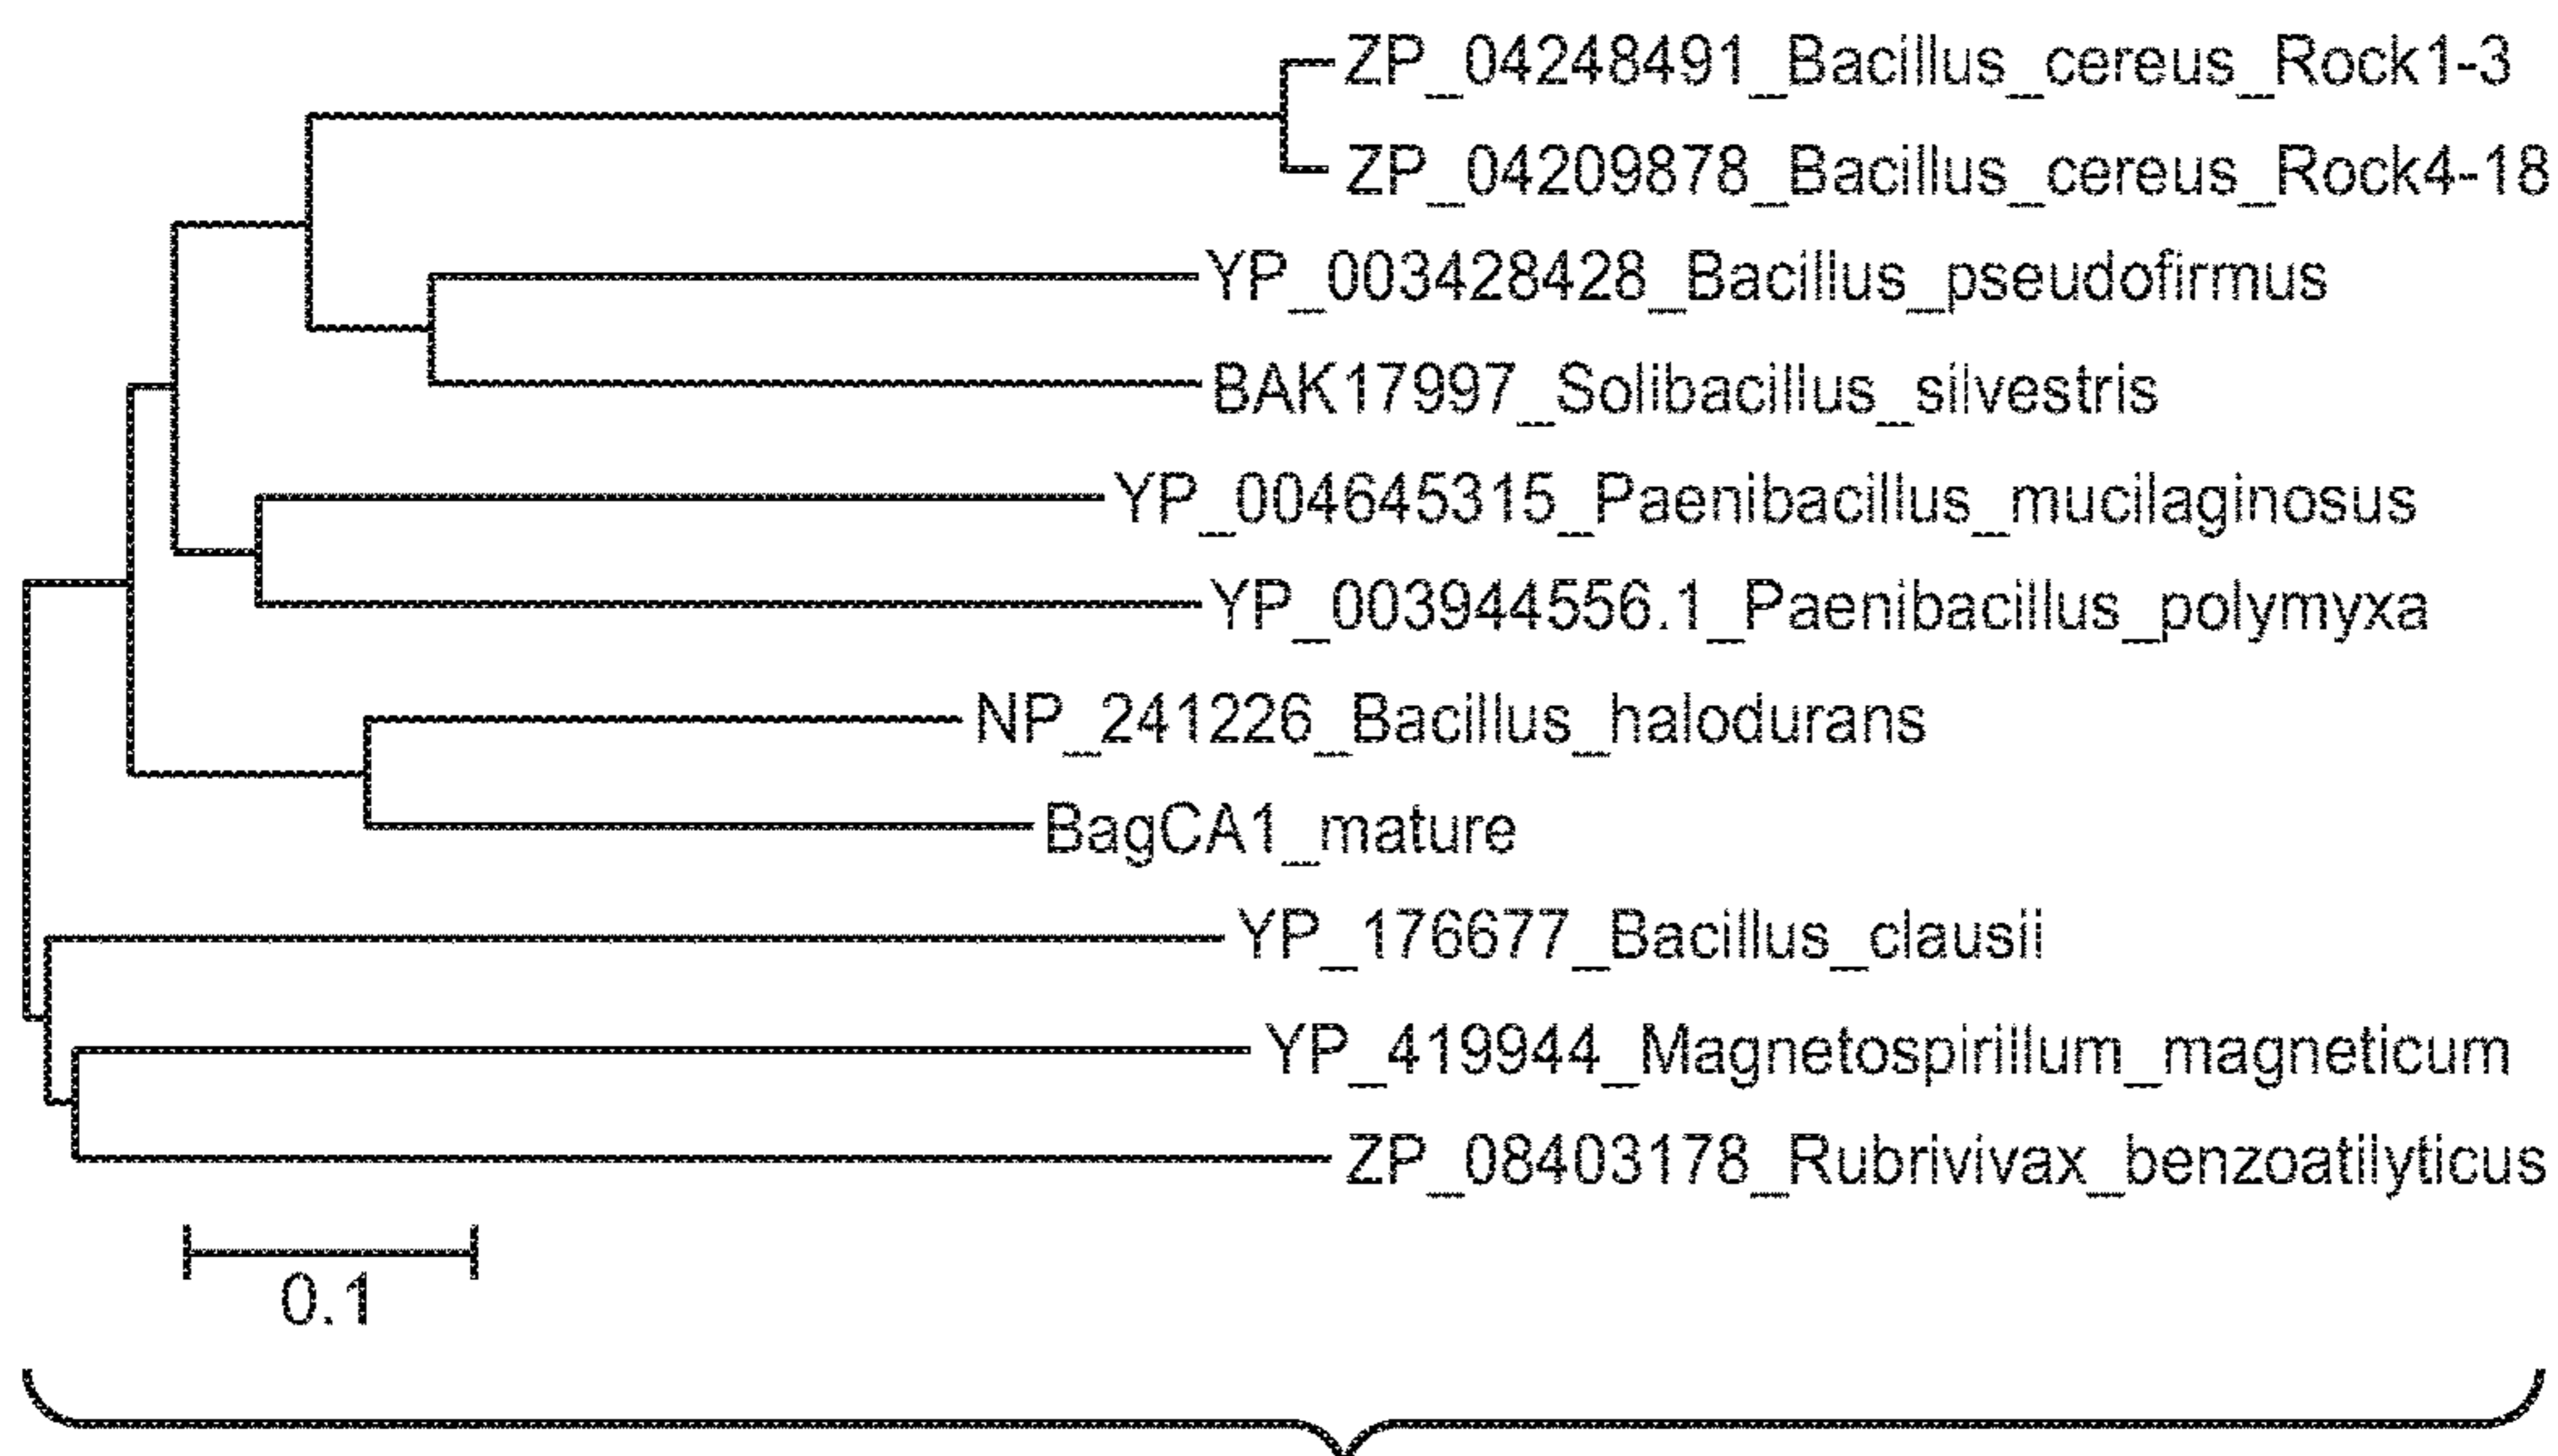 ZP_04248491_Bacillus_cereus_Rock1-3
ZP_04209878_Bacillus_cereus_Rock4-18
YP_003428428_Bacillus_pseudofirmus
BAK17997_Solibacillus_silvestris
YP_004645315_Paenibacillus_mucilaginosus
YP_003944556.1_Paenibacillus_polymyxa
NP_241226_Bacillus_halodurans
BagCA1_mature
YP_176677_Bacillus_clausii
YP_419944_Magnetospirillum_magneticum
ZP_08403178_Rubrivivax_benzoatilyticus
0.1